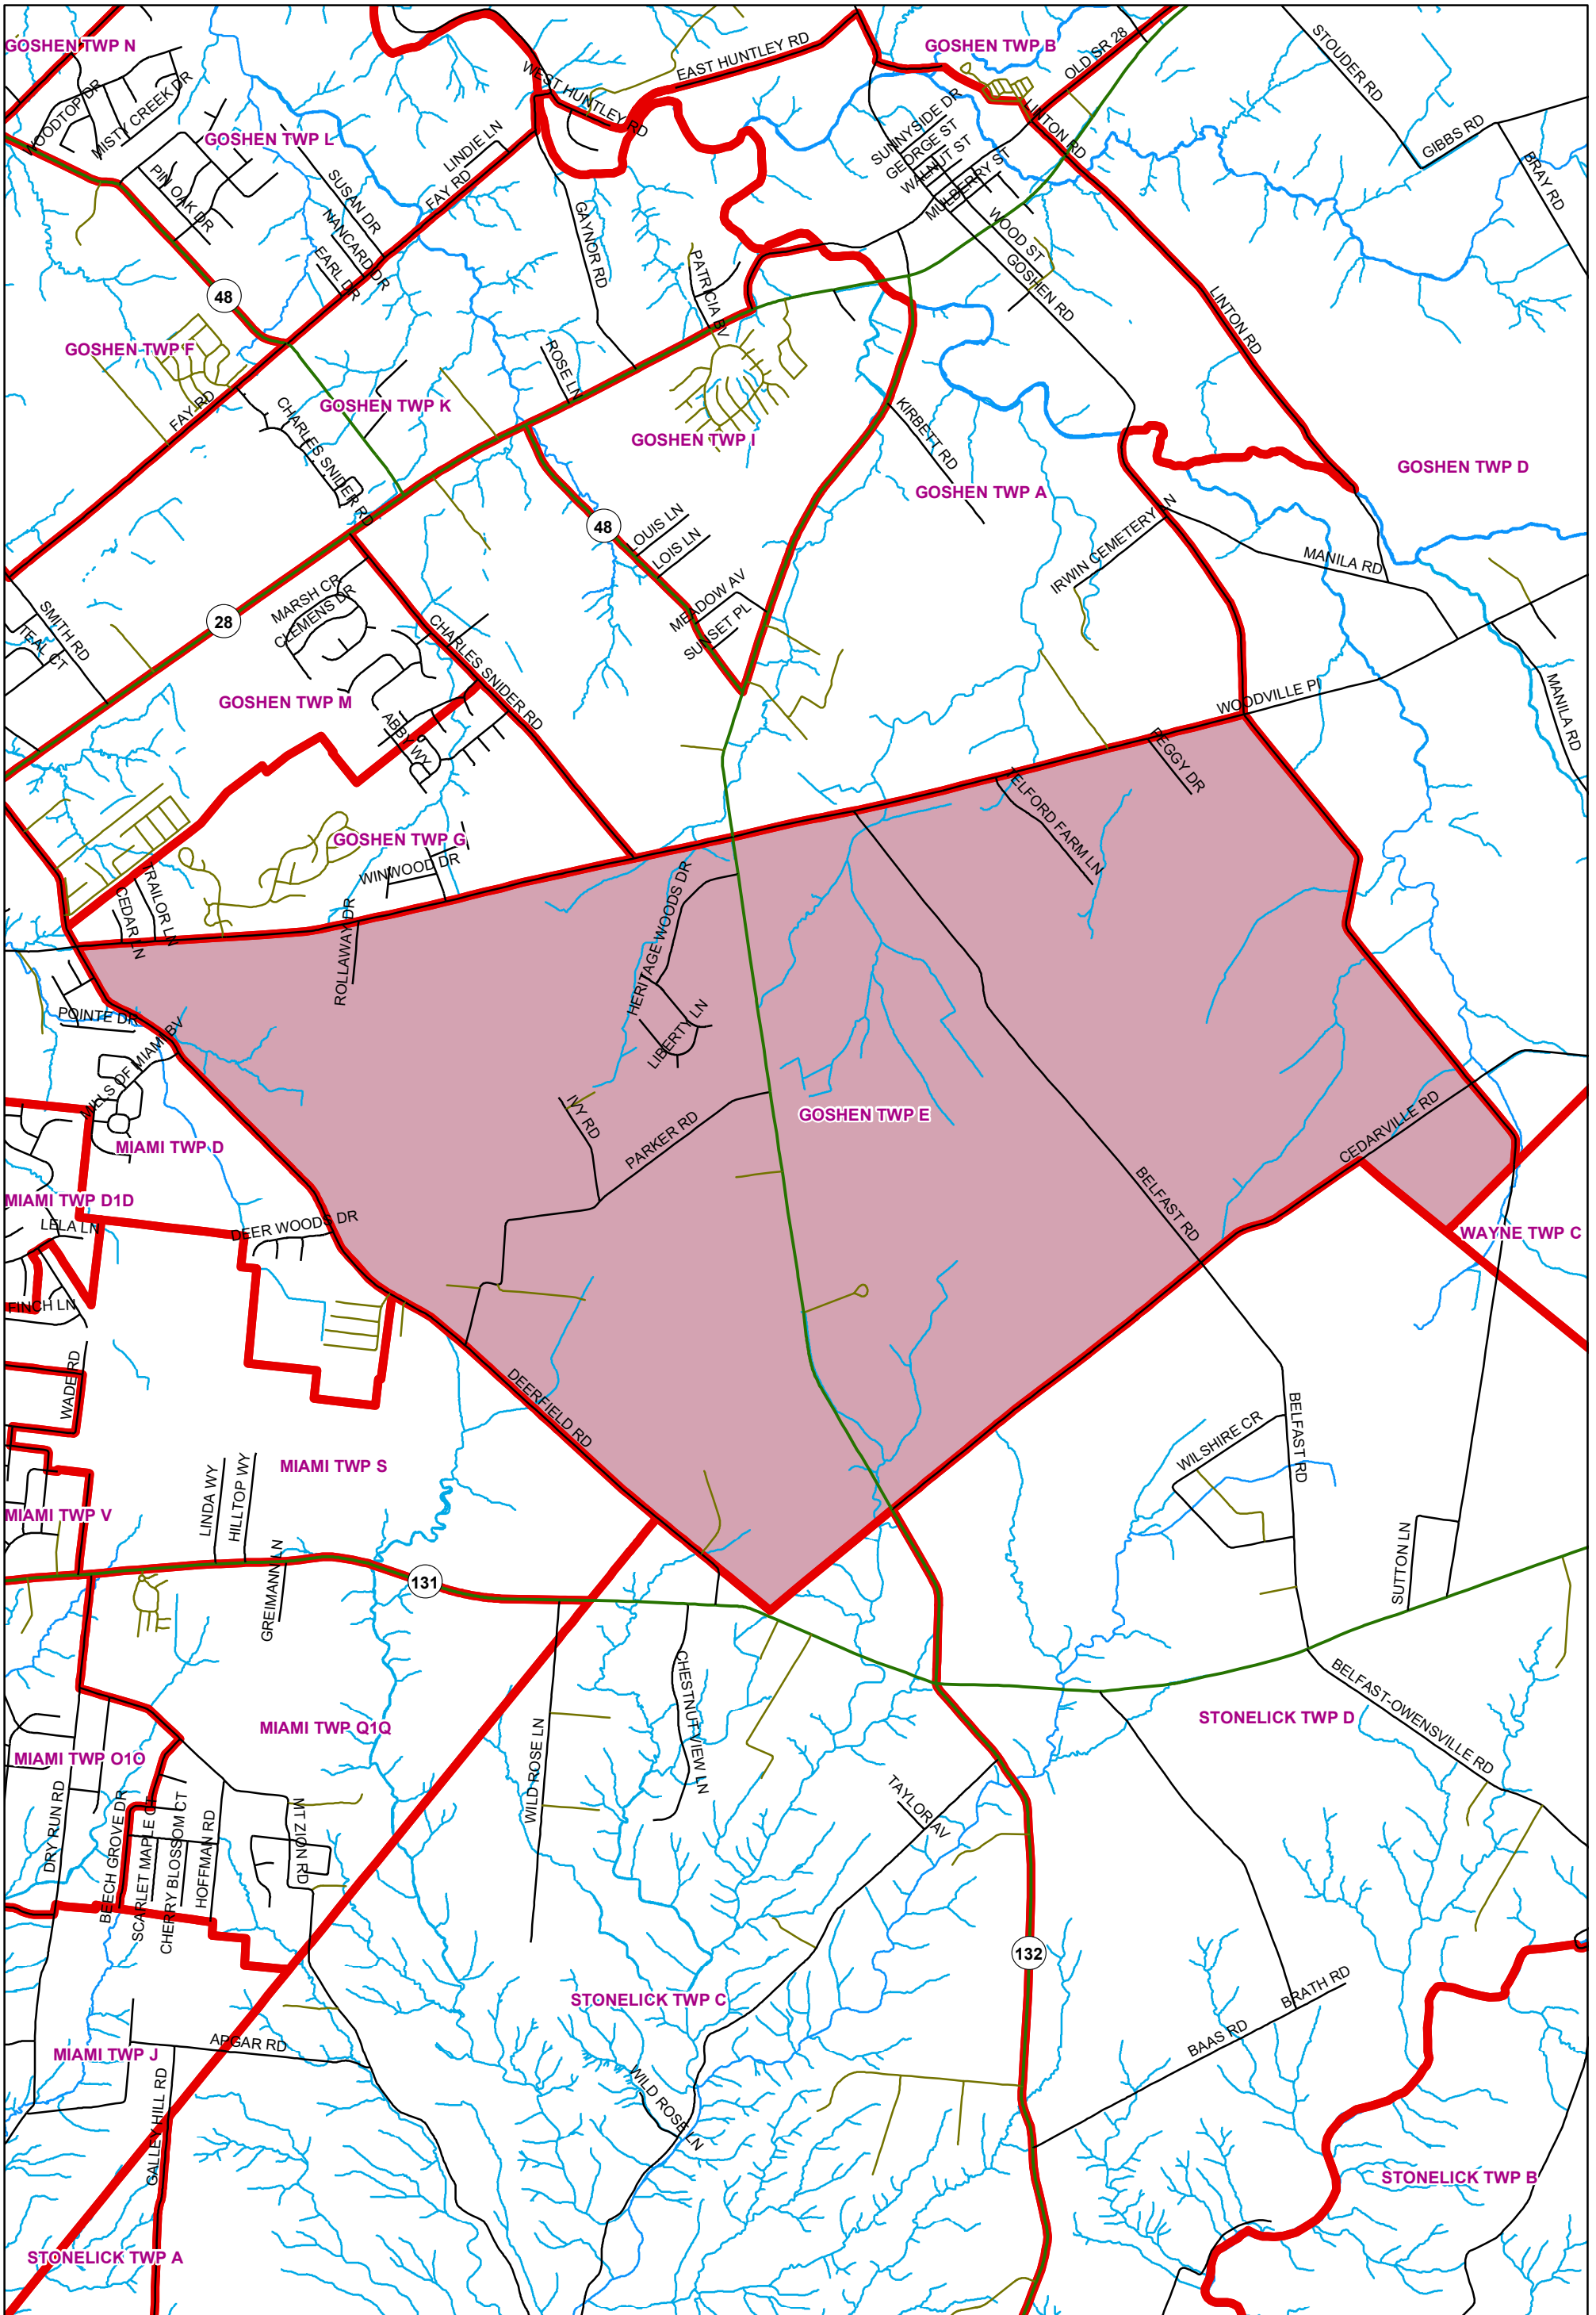 GOSHEN TWP N
GOSHEN TWP B
OLD SR 28
STOUDER RD
EAST HUNTLEY RD
WEST HUNTLEY RD
WOODTOP DR
MISTY CREEK DR
GOSHEN TWP L
LINDIE LN
FAY RD
SUNNYSIDE DR
GEORGE ST
WALNUT ST
MULBERRY ST
LINTON RD
GIBBS RD
BRAY RD
PIN OAK DR
SUSAN DR
NANCARD DR
EARL DR
GAYNOR RD
PATRICIA BV
WOOD ST
GOSHEN RD
LINTON RD
48
GOSHEN TWP F
FAY RD
GOSHEN TWP K
ROSE LN
CHARLES SNIDER RD
GOSHEN TWP I
KIRBETT RD
GOSHEN TWP D
GOSHEN TWP A
48
LOUIS LN
LOIS LN
IRWIN CEMETERY LN
MANILA RD
MEADOW AV
SUNSET PL
SMITH RD
TEAL CT
28
MARSH CR
CLEMENS DR
CHARLES SNIDER RD
GOSHEN TWP M
ABBY WY
WOODVILLE PI
MANILA RD
PEGGY DR
TELFORD FARM LN
GOSHEN TWP G
WINWOOD DR
CEDAR LN
TRAILOR LN
ROLLAWAY DR
HERITAGE WOODS DR
LIBERTY LN
POINTE DR
MILLS OF MIAMI BV
IVY RD
PARKER RD
GOSHEN TWP E
CEDARVILLE RD
BELFAST RD
MIAMI TWP D
MIAMI TWP D1D
LELA LN
DEER WOODS DR
WAYNE TWP C
FINCH LN
WADE RD
DEERFIELD RD
BELFAST RD
WILSHIRE CR
MIAMI TWP S
LINDA WY
HILLTOP WY
MIAMI TWP V
GREIMANN LN
131
SUTTON LN
CHESTNUT VIEW LN
WILD ROSE LN
BELFAST-OWENSVILLE RD
STONELICK TWP D
MIAMI TWP Q1Q
MIAMI TWP O1O
DRY RUN RD
BEECH GROVE DR
SCARLET MAPLE CT
CHERRY BLOSSOM CT
HOFFMAN RD
MT ZION RD
TAYLOR AV
132
STONELICK TWP C
BRATH RD
BAAS RD
APGAR RD
MIAMI TWP J
GALLEY HILL RD
WILD ROSE LN
STONELICK TWP B
STONELICK TWP A